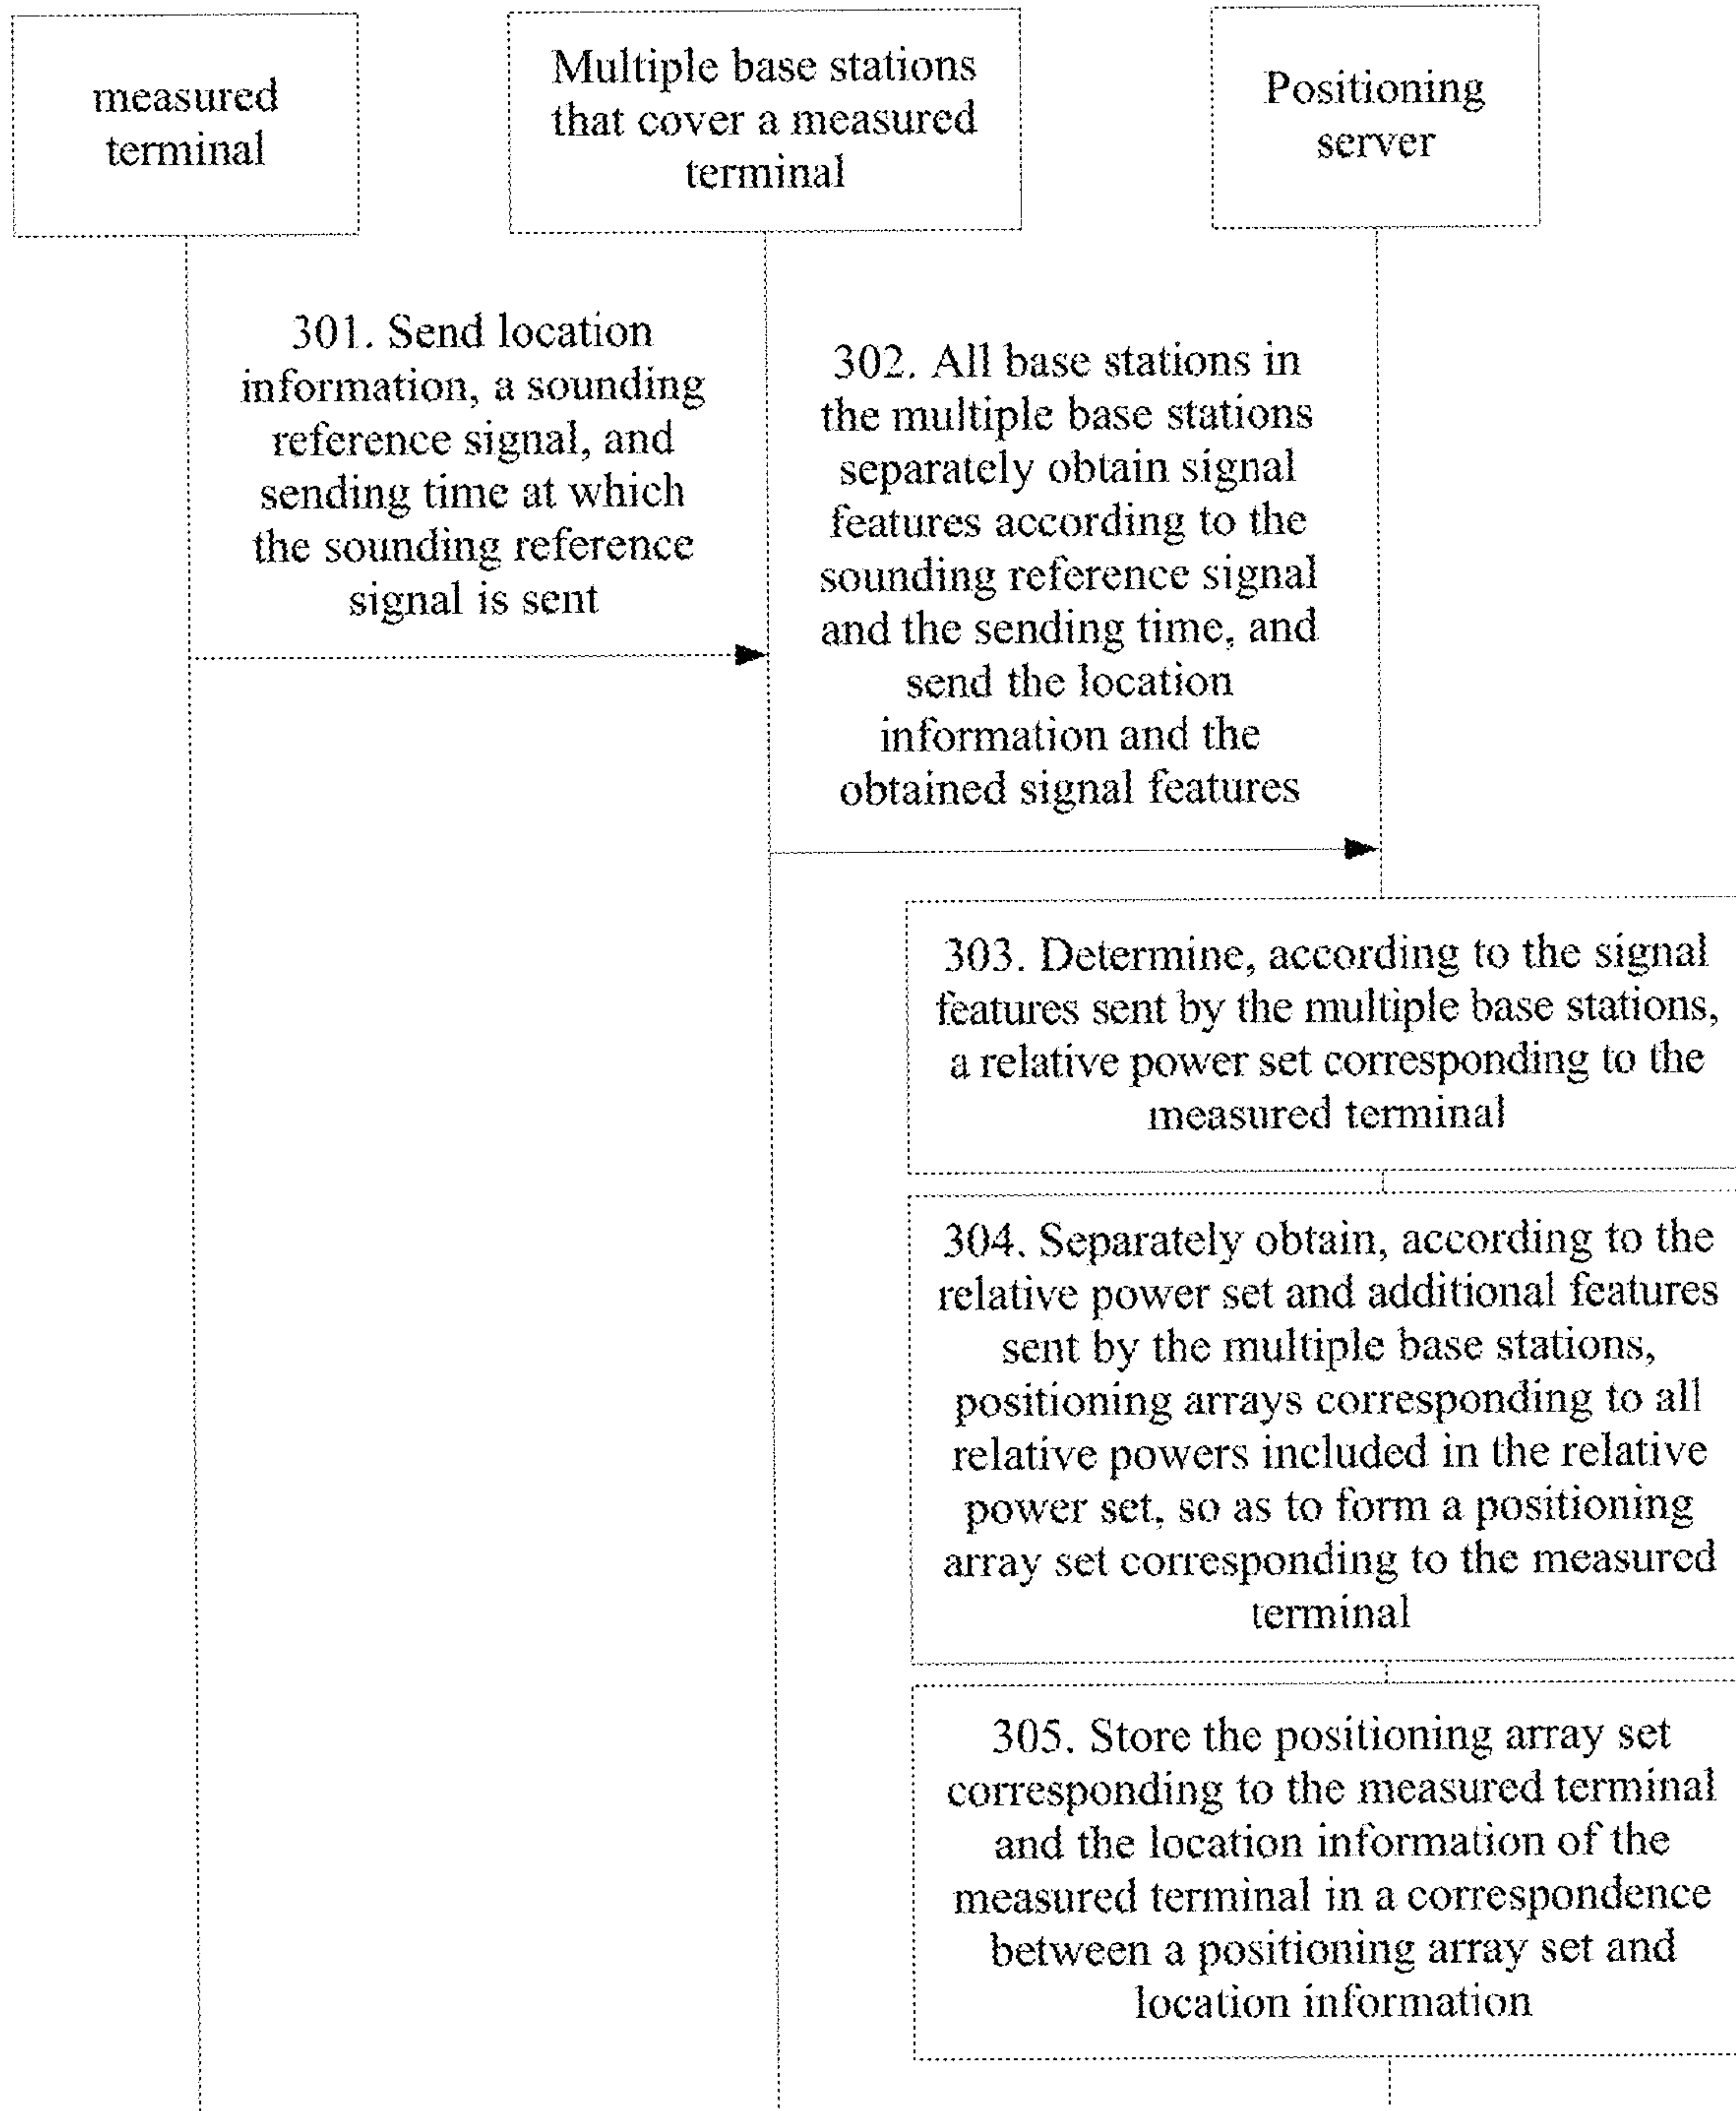 measured
terminal
Multiple base stations
that cover a measured
terminal
Positioning
server
301. Send location
information, a sounding
reference signal, and
sending time at which
the sounding reference
signal is sent
302. All base stations in
the multiple base stations
separately obtain signal
features according to the
sounding reference signal
and the sending time, and
send the location
information and the
obtained signal features
303. Determine, according to the signal
features sent by the multiple base stations,
a relative power set corresponding to the
measured terminal
304. Separately obtain, according to the
relative power set and additional features
sent by the multiple base stations,
positioning arrays corresponding to all
relative powers included in the relative
power set, so as to form a positioning
array set corresponding to the measured
terminal
305. Store the positioning array set
corresponding to the measured terminal
and the location information of the
measured terminal in a correspondence
between a positioning array set and
location information